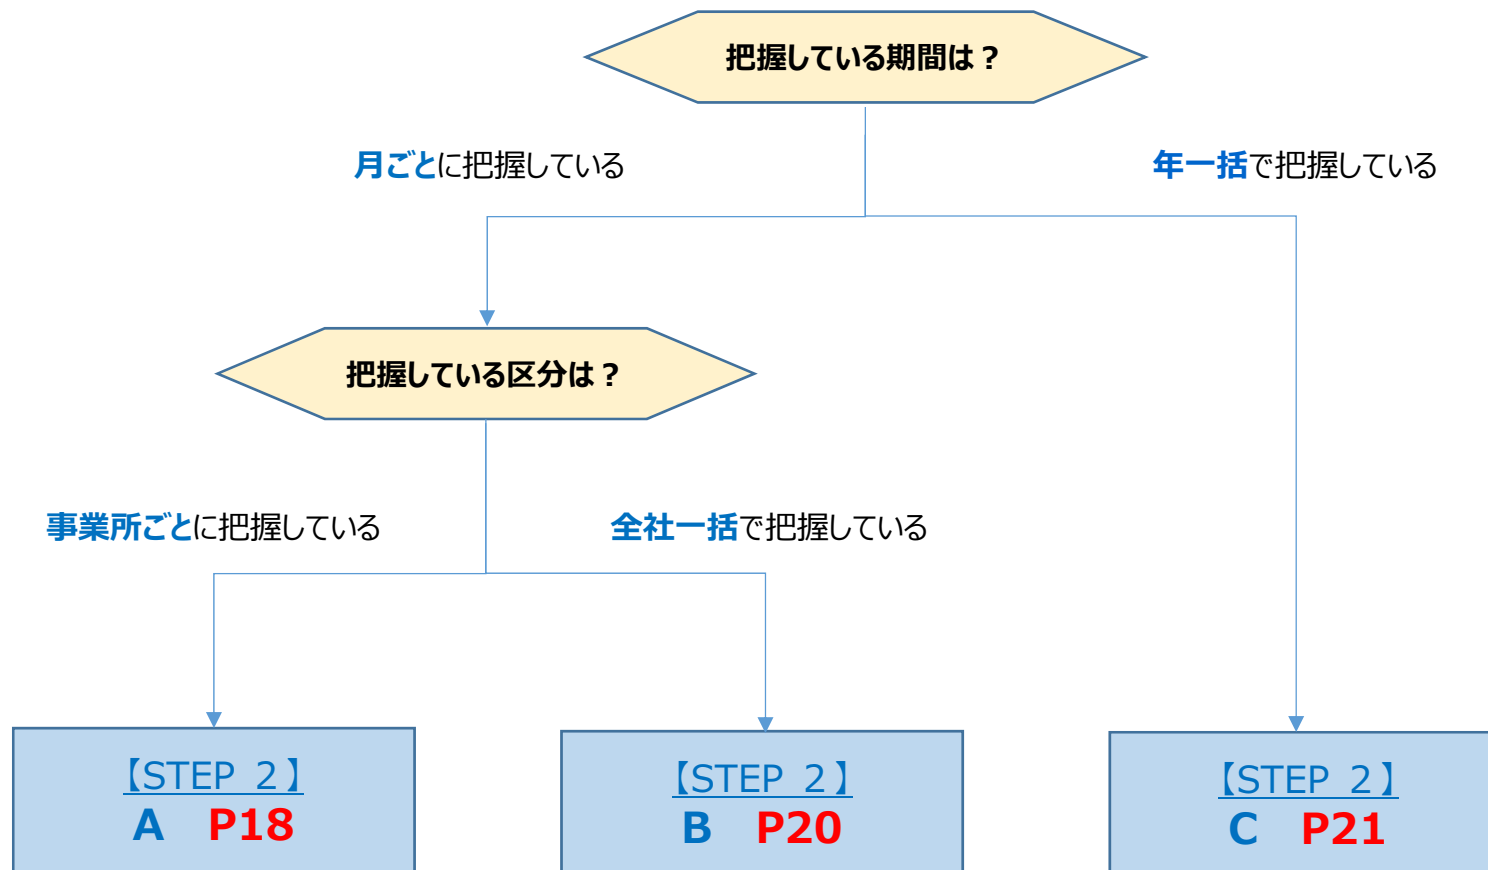 把握している期間は？
月ごとに把握している
年一括で把握している
把握している区分は？
事業所ごとに把握している
全社一括で把握している
【STEP 2】
A P18
【STEP 2】
B P20
【STEP 2】
C P21